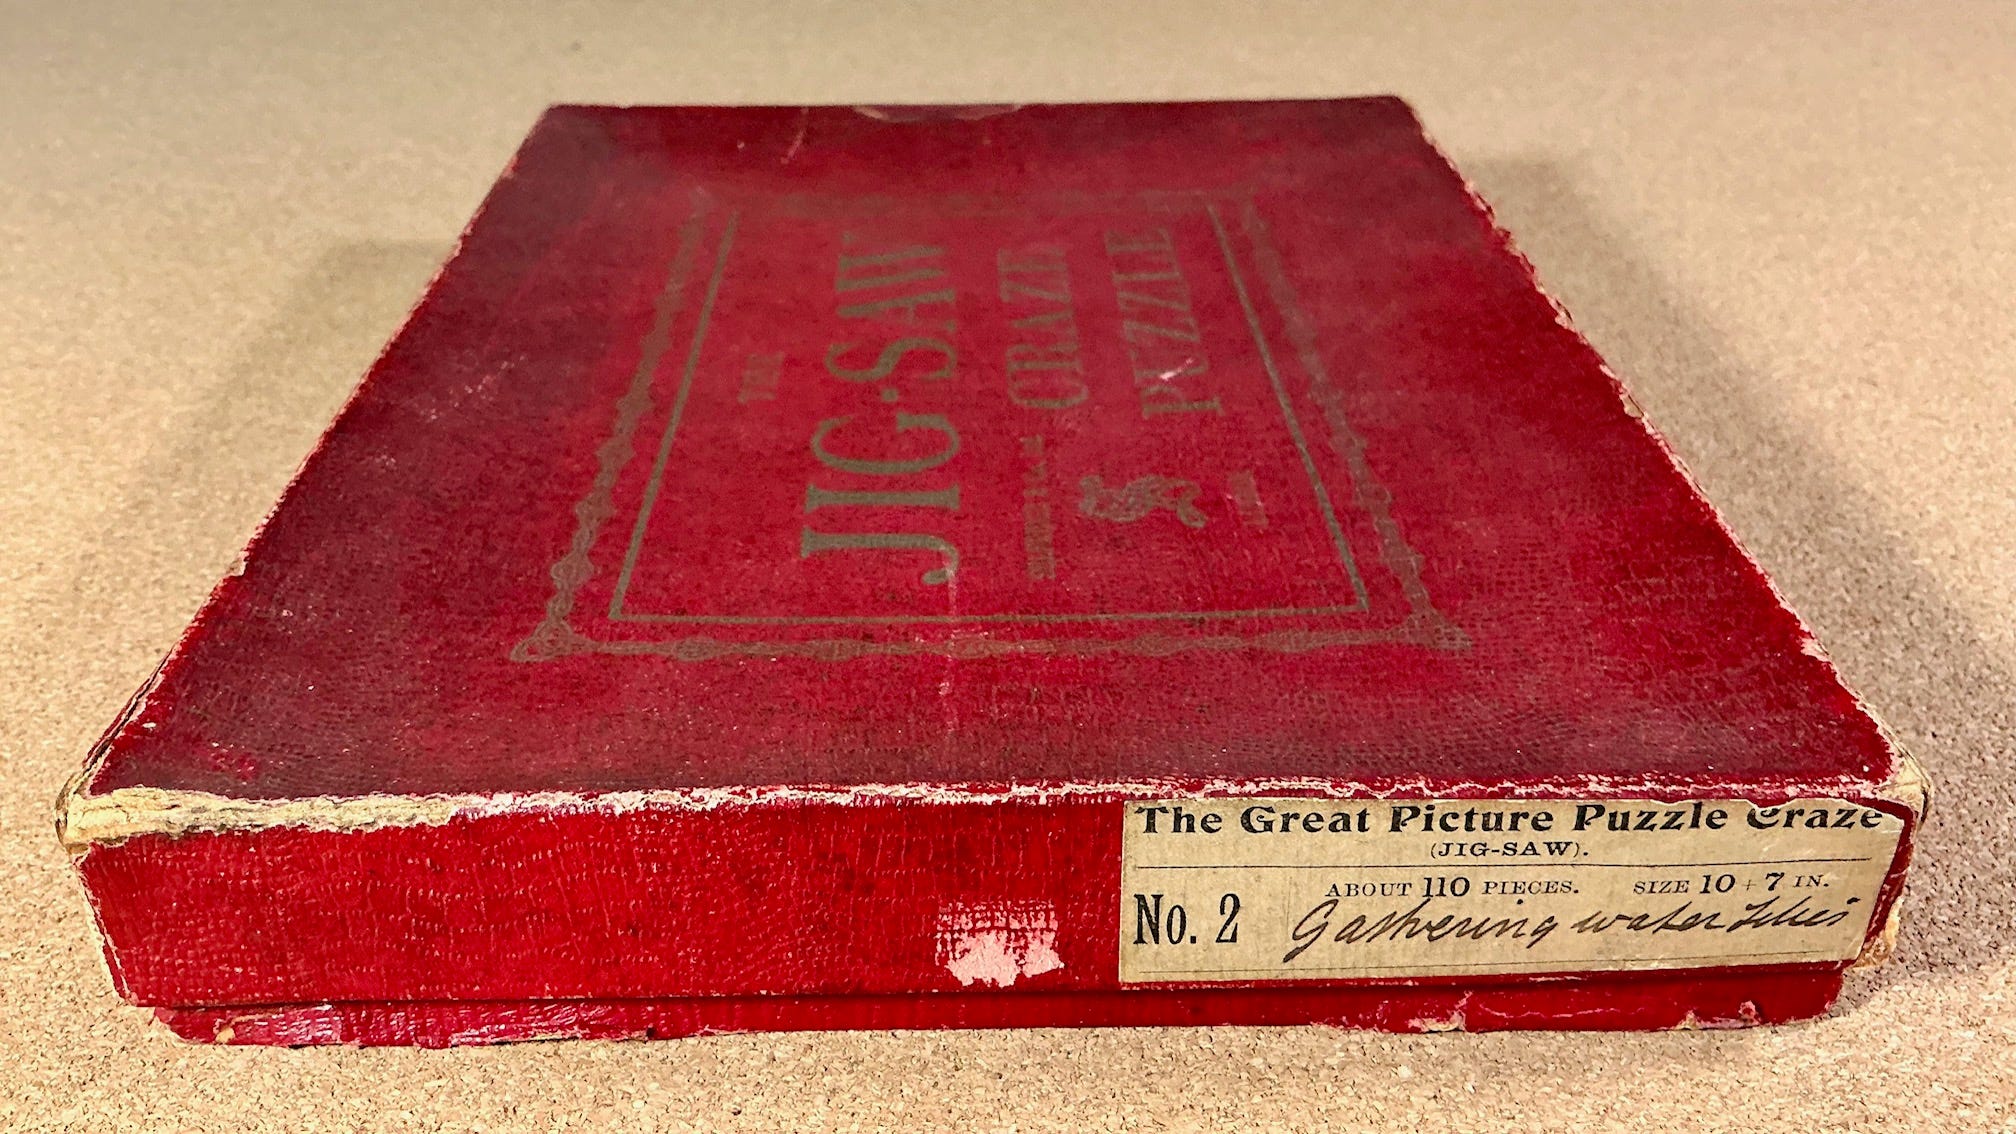 THE
JIG·SAW
CRAZE
PUZZLE
The Great Picture Puzzle Craze
(JIG-SAW).
No. 2
ABOUT 110 PIECES. SIZE 10 + 7 IN.
Gathering water Lilies